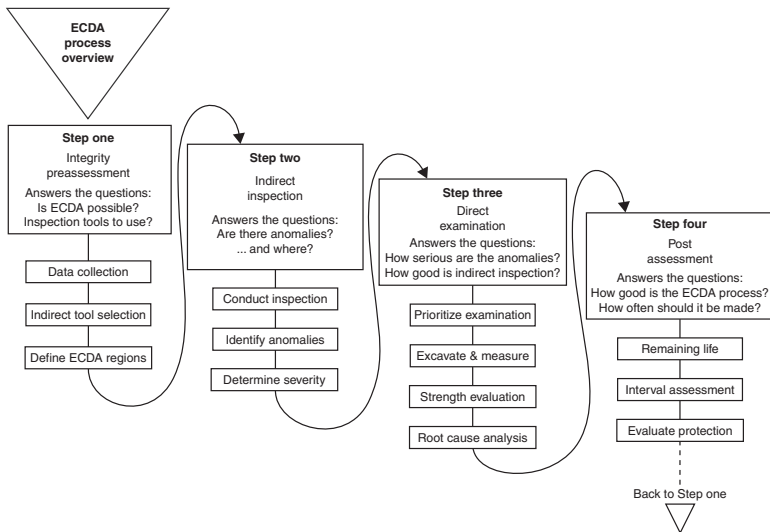 ECDA
process
overview
Step one
Integrity
preassessment
Answers the questions:
Is ECDA possible?
Inspection tools to use?
Data collection
Indirect tool selection
Define ECDA regions
Step two
Indirect
inspection
Answers the questions:
Are there anomalies?
... and where?
Conduct inspection
Identify anomalies
Determine severity
Step three
Direct
examination
Answers the questions:
How serious are the anomalies?
How good is indirect inspection?
Prioritize examination
Excavate & measure
Strength evaluation
Root cause analysis
Step four
Post
assessment
Answers the questions:
How good is the ECDA process?
How often should it be made?
Remaining life
Interval assessment
Evaluate protection
Back to Step one